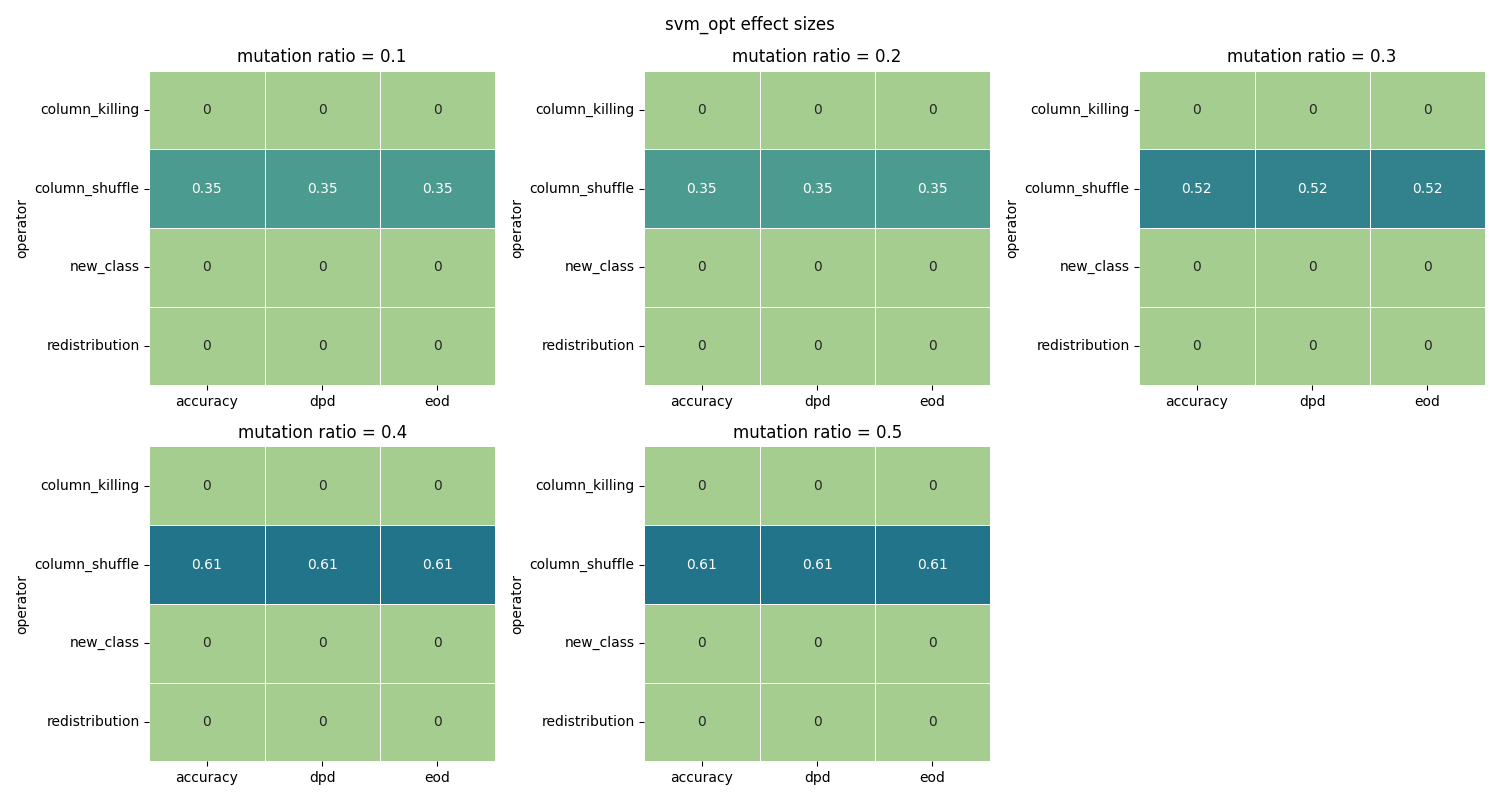 svm_opt effect sizes
mutation ratio = 0.1
column_killing 0 0 0
column_shuffle 0.35 0.35 0.35
new_class 0 0 0
redistribution 0 0 0
operator
accuracy dpd eod
mutation ratio = 0.2
column_killing 0 0 0
column_shuffle 0.35 0.35 0.35
new_class 0 0 0
redistribution 0 0 0
operator
accuracy dpd eod
mutation ratio = 0.3
column_killing 0 0 0
column_shuffle 0.52 0.52 0.52
new_class 0 0 0
redistribution 0 0 0
operator
accuracy dpd eod
mutation ratio = 0.4
column_killing 0 0 0
column_shuffle 0.61 0.61 0.61
new_class 0 0 0
redistribution 0 0 0
operator
accuracy dpd eod
mutation ratio = 0.5
column_killing 0 0 0
column_shuffle 0.61 0.61 0.61
new_class 0 0 0
redistribution 0 0 0
operator
accuracy dpd eod